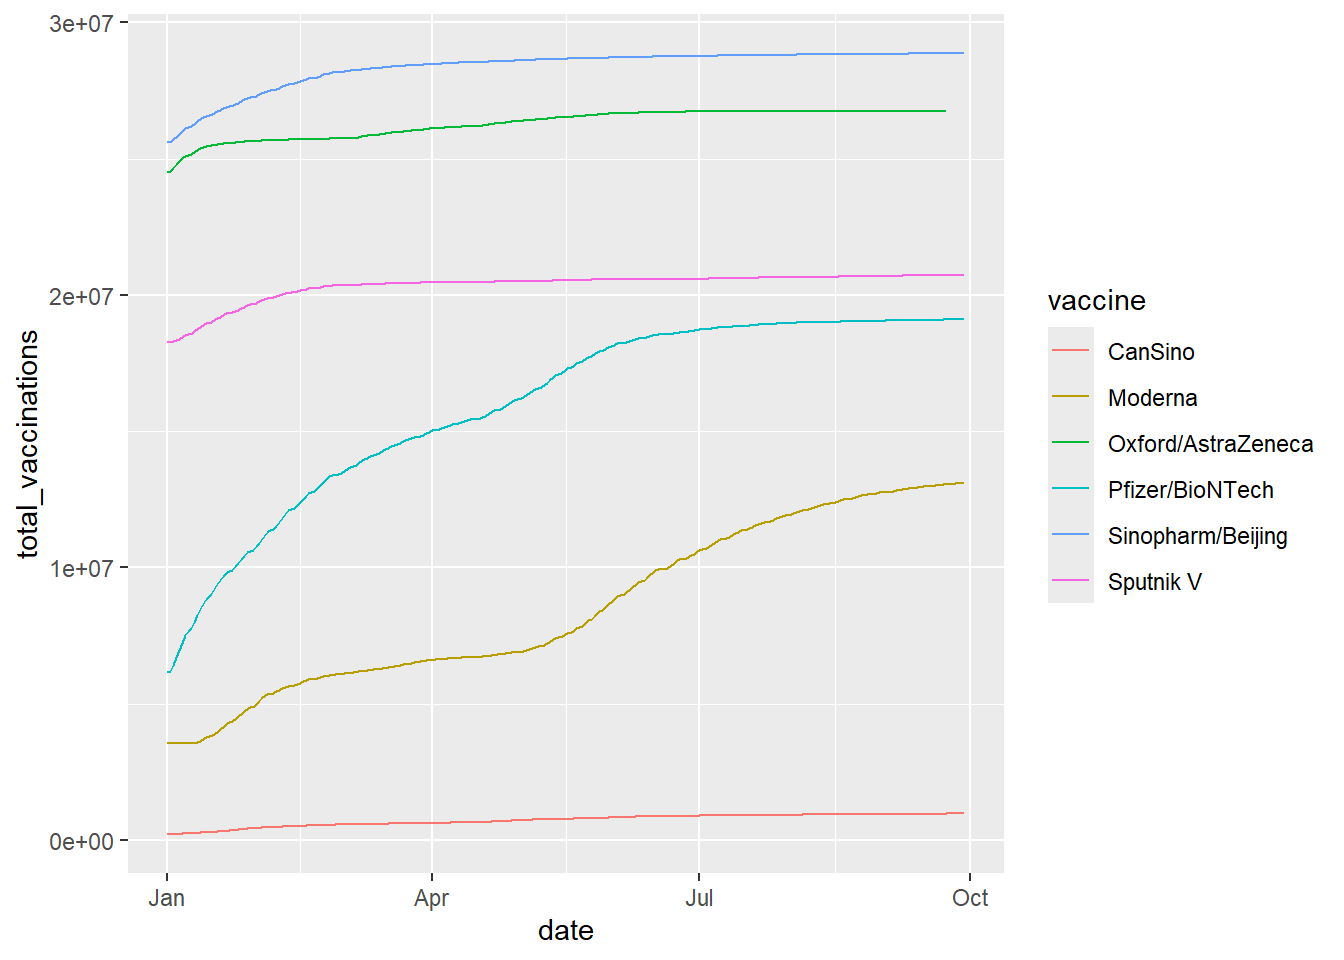 3e+07
2e+07
1e+07
0e+00
total_vaccinations
Jan Apr Jul Oct
date
vaccine
CanSino
Moderna
Oxford/AstraZeneca
Pfizer/BioNTech
Sinopharm/Beijing
Sputnik V